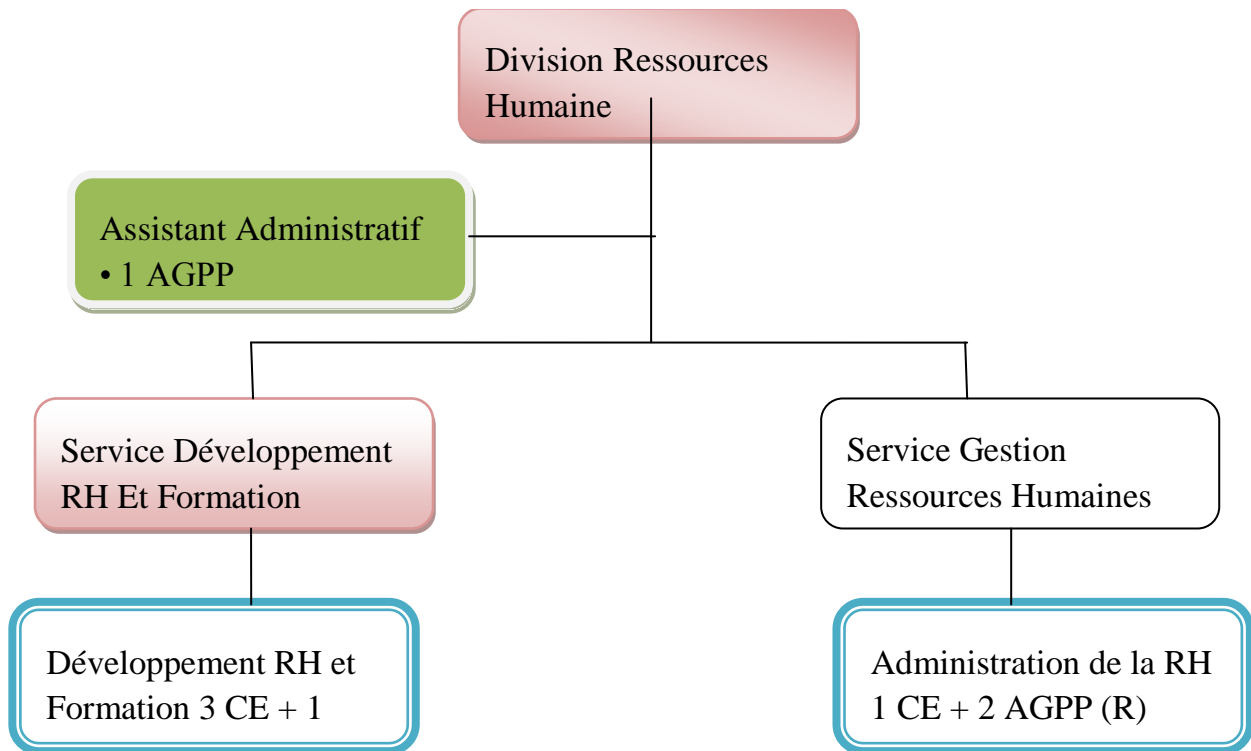 Division Ressources
Humaine
Assistant Administratif
• 1 AGPP
Service Développement
RH Et Formation
Service Gestion
Ressources Humaines
Développement RH et
Formation 3 CE + 1
Administration de la RH
1 CE + 2 AGPP (R)